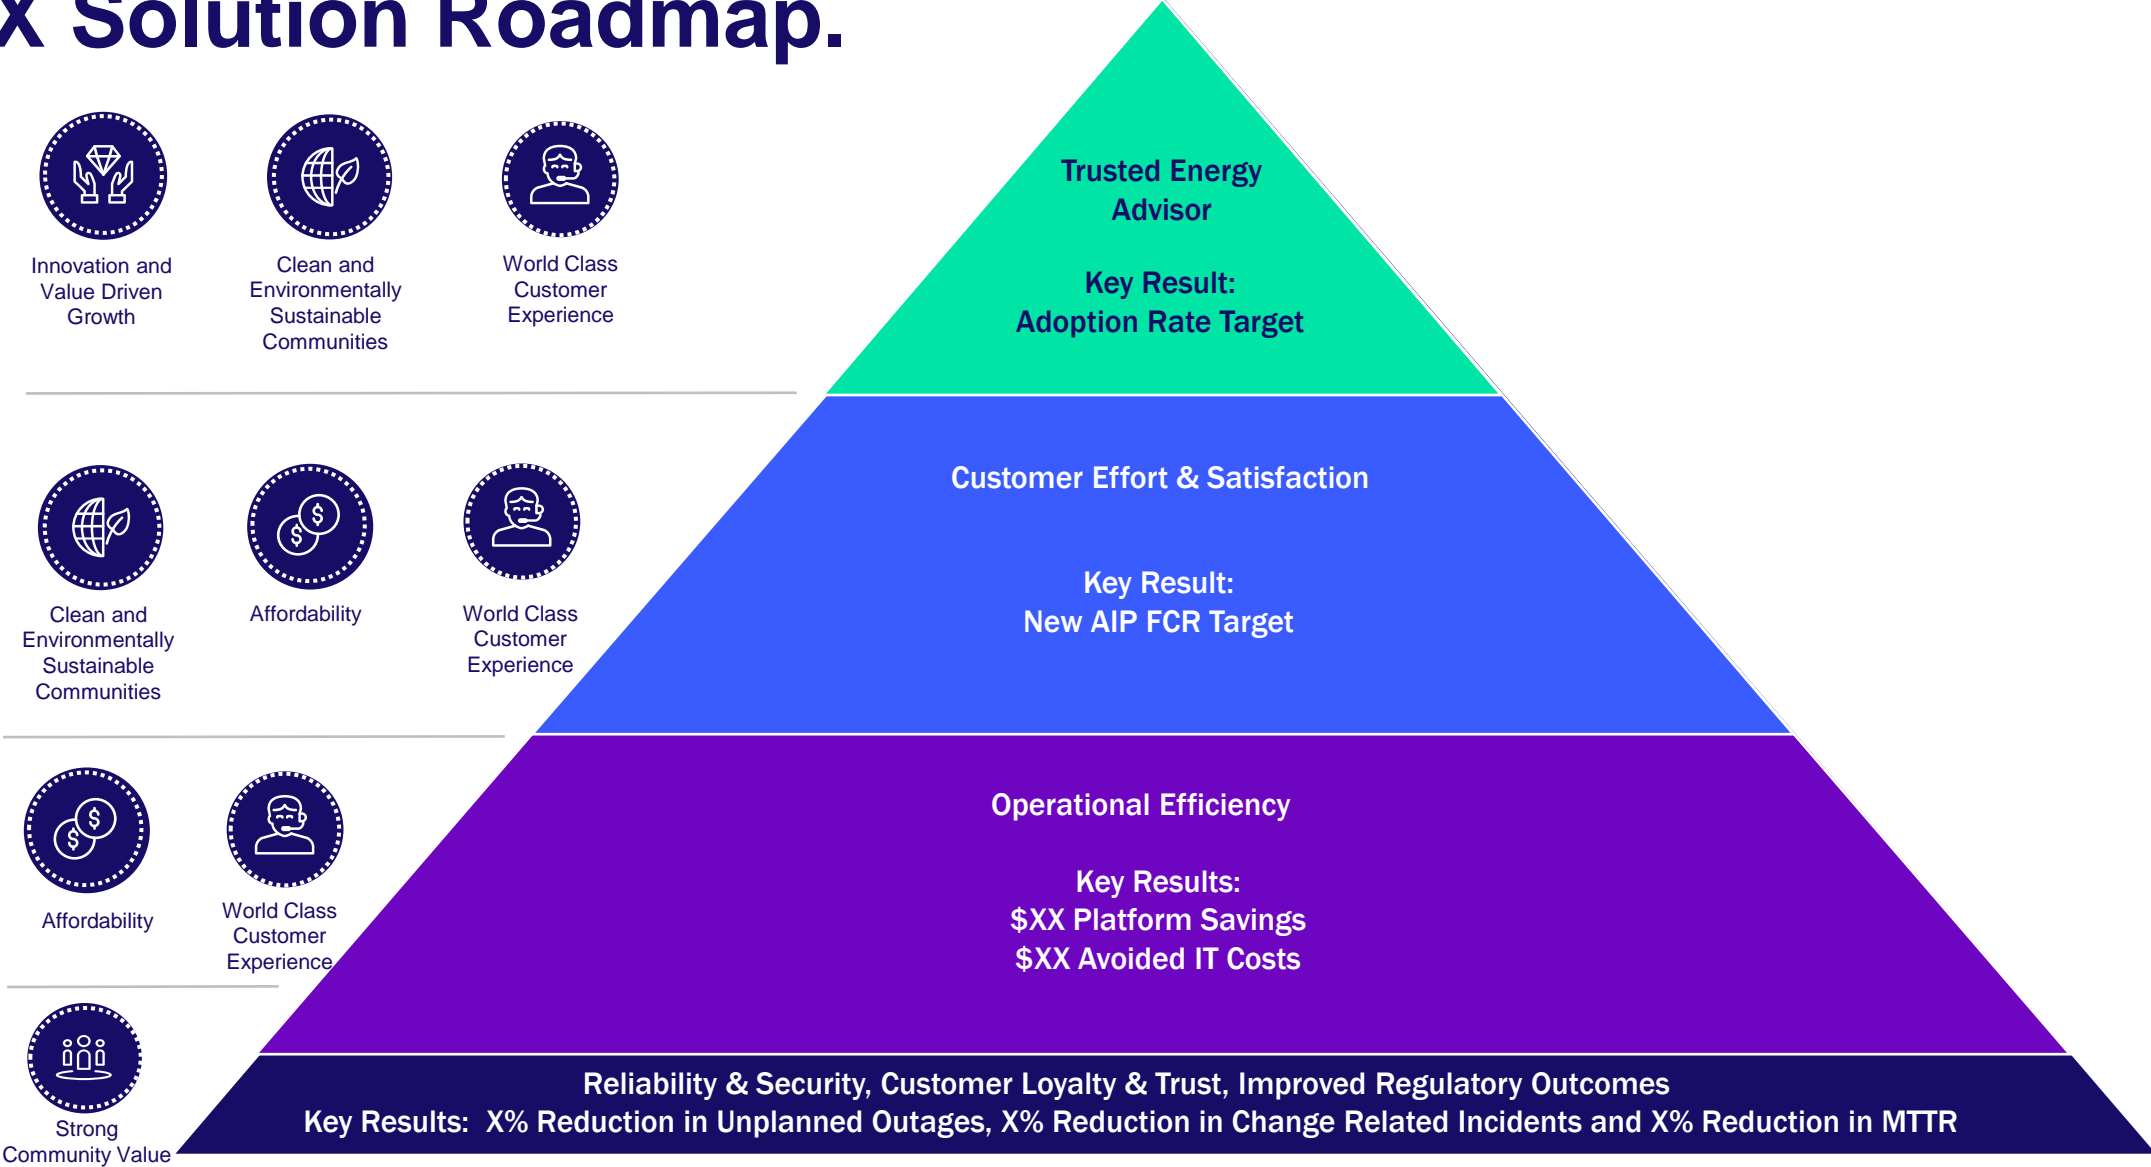 X Solution Roadmap.
Innovation and
Value Driven
Growth
Clean and
Environmentally
Sustainable
Communities
World Class
Customer
Experience
Trusted Energy
Advisor
Key Result:
Adoption Rate Target
Clean and
Environmentally
Sustainable
Communities
Affordability
World Class
Customer
Experience
Customer Effort & Satisfaction
Key Result:
New AIP FCR Target
Affordability
World Class
Customer
Experience
Operational Efficiency
Key Results:
$XX Platform Savings
$XX Avoided IT Costs
Strong
Community Value
Reliability & Security, Customer Loyalty & Trust, Improved Regulatory Outcomes
Key Results:  X% Reduction in Unplanned Outages, X% Reduction in Change Related Incidents and X% Reduction in MTTR